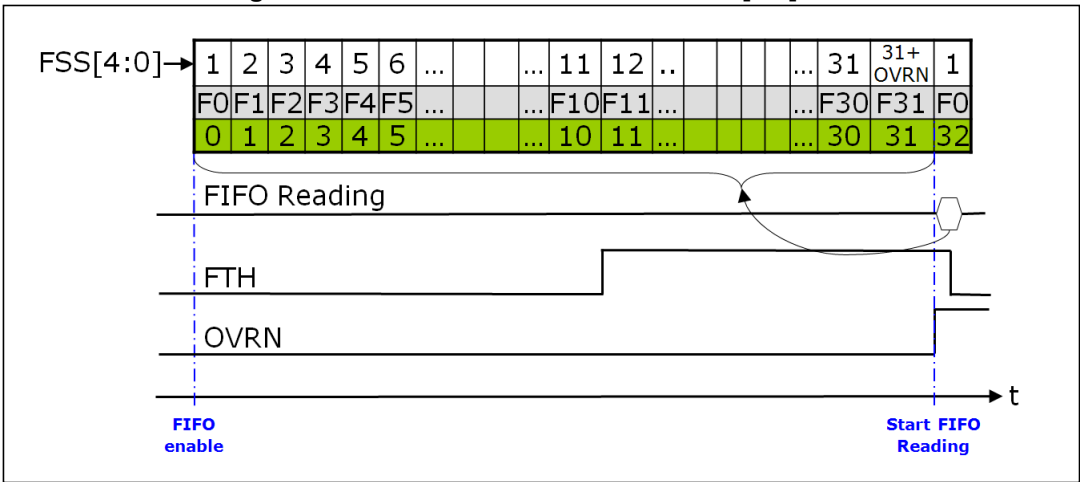 FSS[4:0] 1 2 3 4 5 6 ... ... 11 12 .. ... 31 31+ OVRN 1
F0 F1 F2 F3 F4 F5 ... ... F10 F11 ... ... F30 F31 F0
0 1 2 3 4 5 ... ... 10 11 ... ... 30 31 32
FIFO Reading
FTH
OVRN
t
FIFO
enable
Start FIFO
Reading